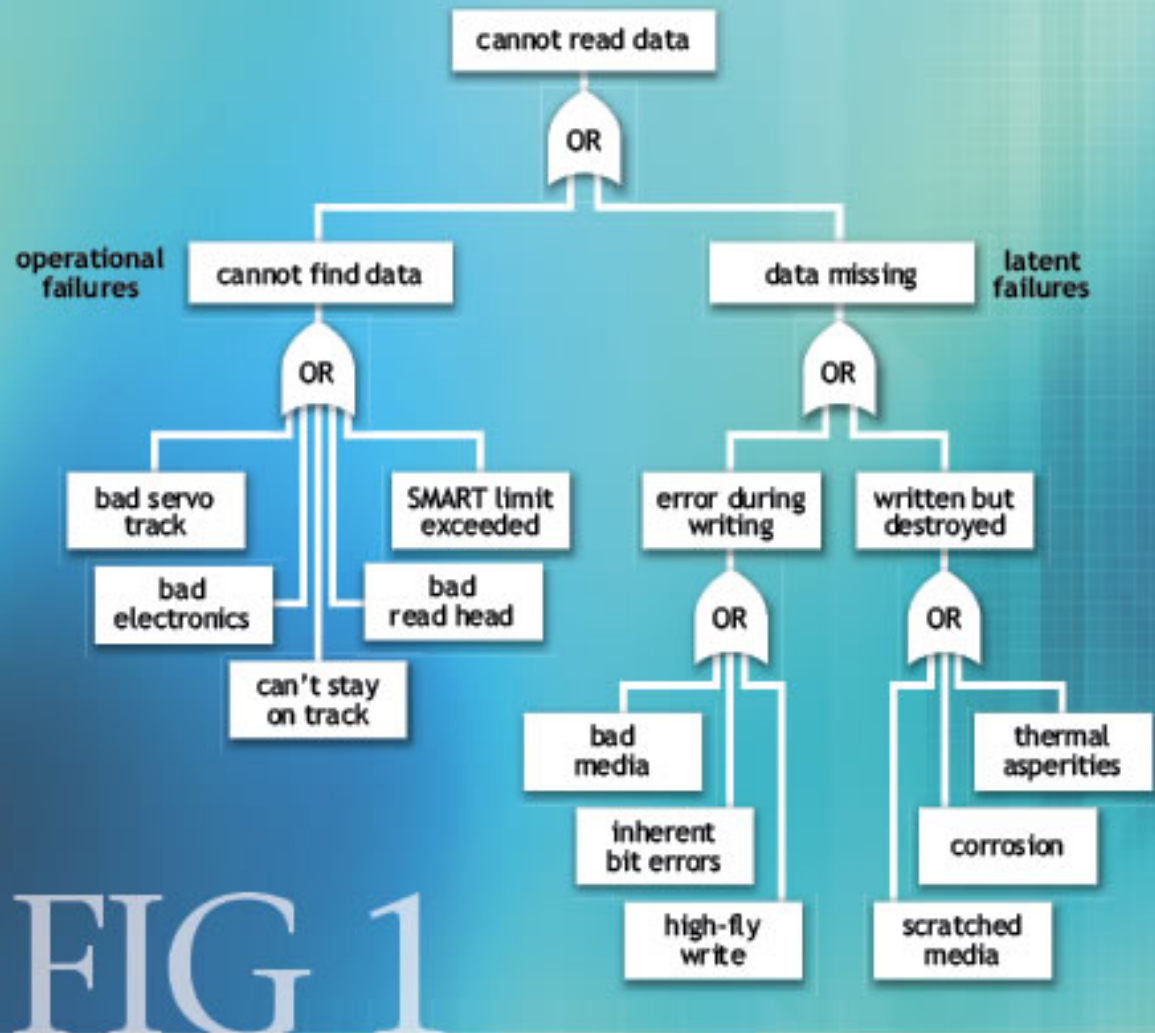 cannot read data
OR
operational
failures
cannot find data
data missing
latent
failures
OR
OR
bad servo
track
SMART limit
exceeded
error during
writing
written but
destroyed
bad
electronics
bad
read head
OR
OR
can't stay
on track
bad
media
thermal
asperities
inherent
bit errors
corrosion
high-fly
write
scratched
media
FIG 1